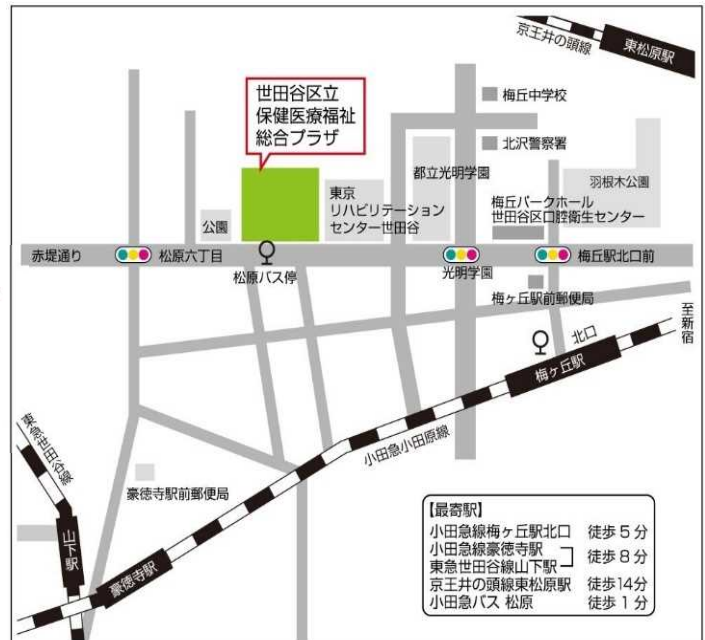 京王井の頭線
東松原駅
世田谷区立
保健医療福祉
総合プラザ
梅丘中学校
北沢警察署
都立光明学園
羽根木公園
東京
リハビリテーション
センター世田谷
梅丘パークホール
世田谷区口腔衛生センター
公園
赤堤通り
松原六丁目
松原バス停
光明学園
梅丘駅北口前
梅ヶ丘駅前郵便局
至新宿
北口
梅ヶ丘駅
小田急小田原線
東急世田谷線
豪徳寺駅前郵便局
山下駅
豪徳寺駅
【最寄駅】
小田急線梅ヶ丘駅北口 徒歩5分
小田急線豪徳寺駅
東急世田谷線山下駅 徒歩8分
京王井の頭線東松原駅 徒歩14分
小田急バス 松原 徒歩1分